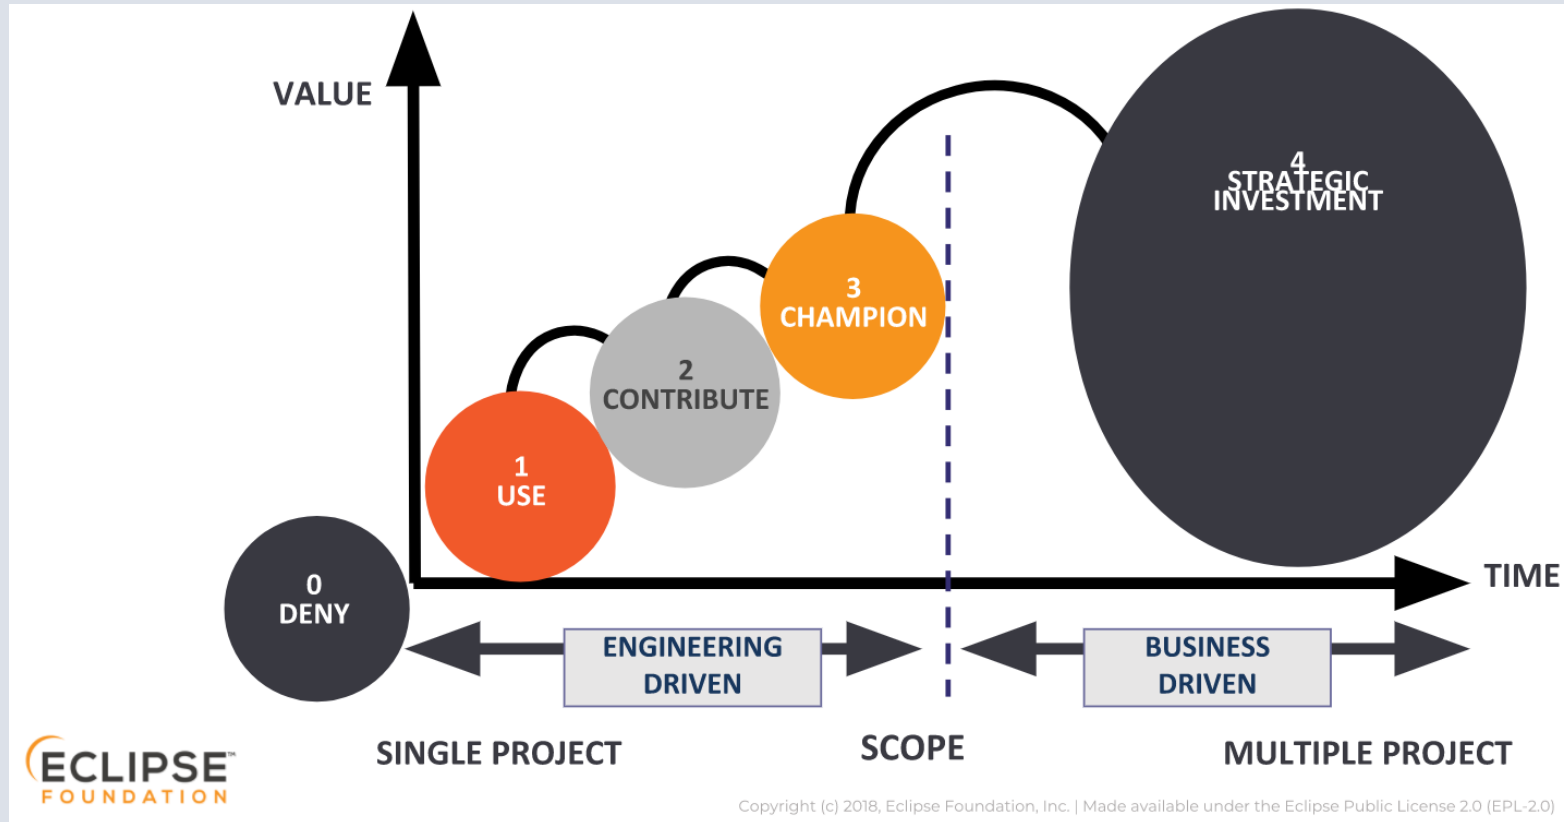 VALUE
4
STRATEGIC
INVESTMENT
3
CHAMPION
2
CONTRIBUTE
1
USE
0
DENY
TIME
ENGINEERING
DRIVEN
BUSINESS
DRIVEN
SINGLE PROJECT
SCOPE
MULTIPLE PROJECT
ECLIPSE™
FOUNDATION
Copyright (c) 2018, Eclipse Foundation, Inc. | Made available under the Eclipse Public License 2.0 (EPL-2.0)